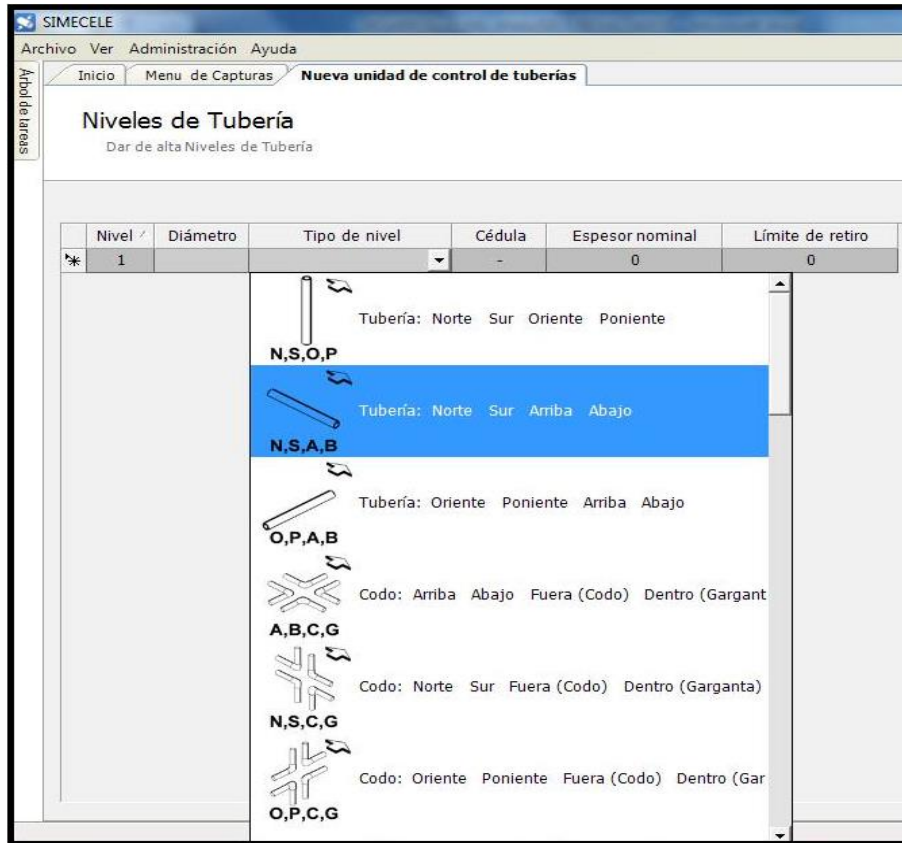 SIMECELE
Archivo Ver Administración Ayuda
Árbol de tareas
Inicio Menu de Capturas Nueva unidad de control de tuberías
Niveles de Tubería
Dar de alta Niveles de Tubería
Nivel Diámetro Tipo de nivel Cédula Espesor nominal Límite de retiro
1 - 0 0
Tubería: Norte Sur Oriente Poniente
N,S,O,P
Tubería: Norte Sur Arriba Abajo
N,S,A,B
Tubería: Oriente Poniente Arriba Abajo
O,P,A,B
Codo: Arriba Abajo Fuera (Codo) Dentro (Gargant
A,B,C,G
Codo: Norte Sur Fuera (Codo) Dentro (Garganta)
N,S,C,G
Codo: Oriente Poniente Fuera (Codo) Dentro (Gar
O,P,C,G